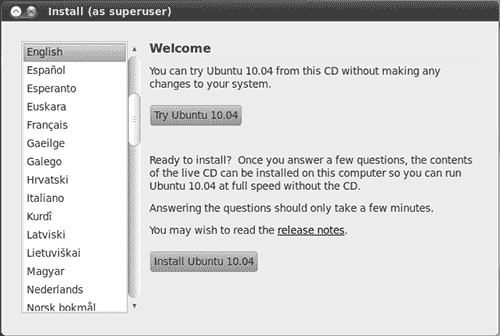 Install (as superuser)
English
Español
Esperanto
Euskara
Français
Gaeilge
Galego
Hrvatski
Italiano
Kurdî
Latviski
Lietuviškai
Magyar
Nederlands
Norsk bokmål
Welcome
You can try Ubuntu 10.04 from this CD without making any
changes to your system.
Try Ubuntu 10.04
Ready to install?  Once you answer a few questions, the contents
of the live CD can be installed on this computer so you can run
Ubuntu 10.04 at full speed without the CD.
Answering the questions should only take a few minutes.
You may wish to read the release notes.
Install Ubuntu 10.04